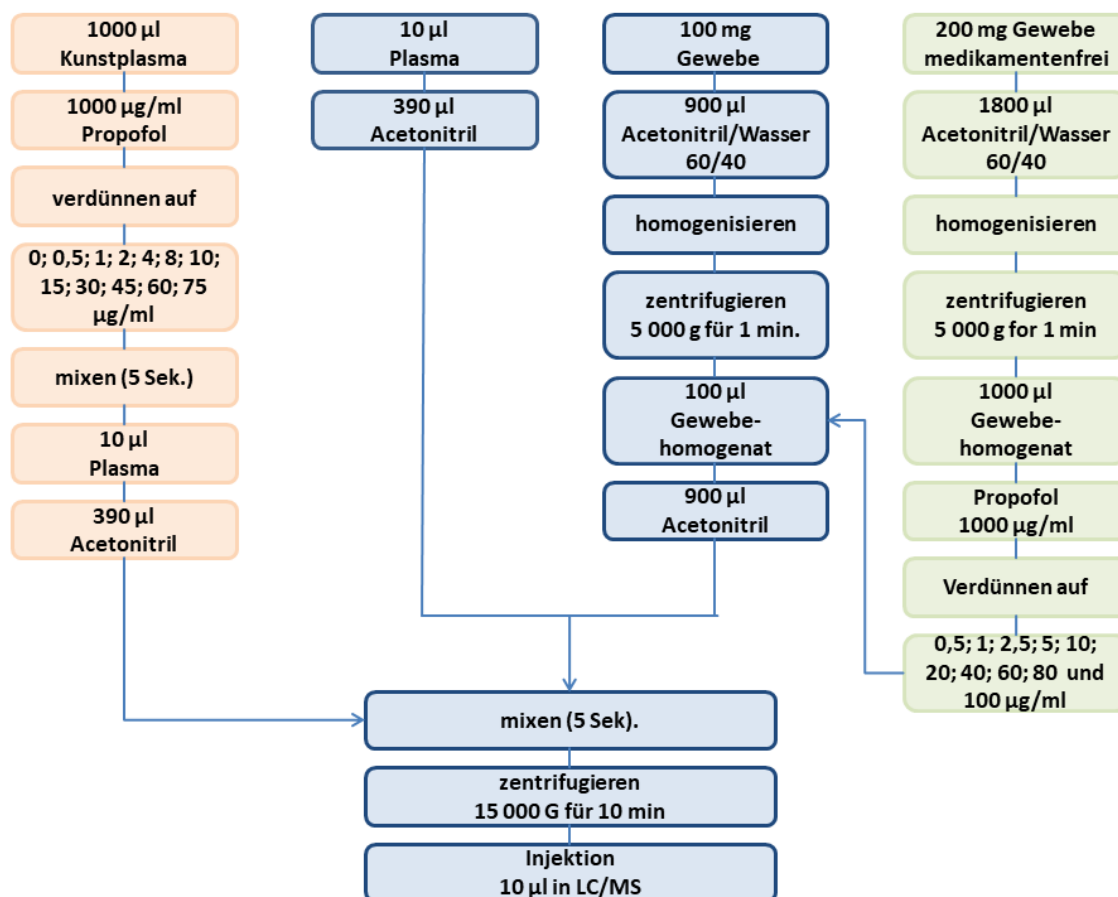 1000 µl
Kunstplasma
1000 µg/ml
Propofol
verdünnen auf
0; 0,5; 1; 2; 4; 8; 10;
15; 30; 45; 60; 75
µg/ml
mixen (5 Sek.)
10 µl
Plasma
390 µl
Acetonitril
10 µl
Plasma
390 µl
Acetonitril
100 mg
Gewebe
900 µl
Acetonitril/Wasser
60/40
homogenisieren
zentrifugieren
5 000 g für 1 min.
100 µl
Gewebe-
homogenat
900 µl
Acetonitril
200 mg Gewebe
medikamentenfrei
1800 µl
Acetonitril/Wasser
60/40
homogenisieren
zentrifugieren
5 000 g for 1 min
1000 µl
Gewebe-
homogenat
Propofol
1000 µg/ml
Verdünnen auf
0,5; 1; 2,5; 5; 10;
20; 40; 60; 80 und
100 µg/ml
mixen (5 Sek).
zentrifugieren
15 000 G für 10 min
Injektion
10 µl in LC/MS